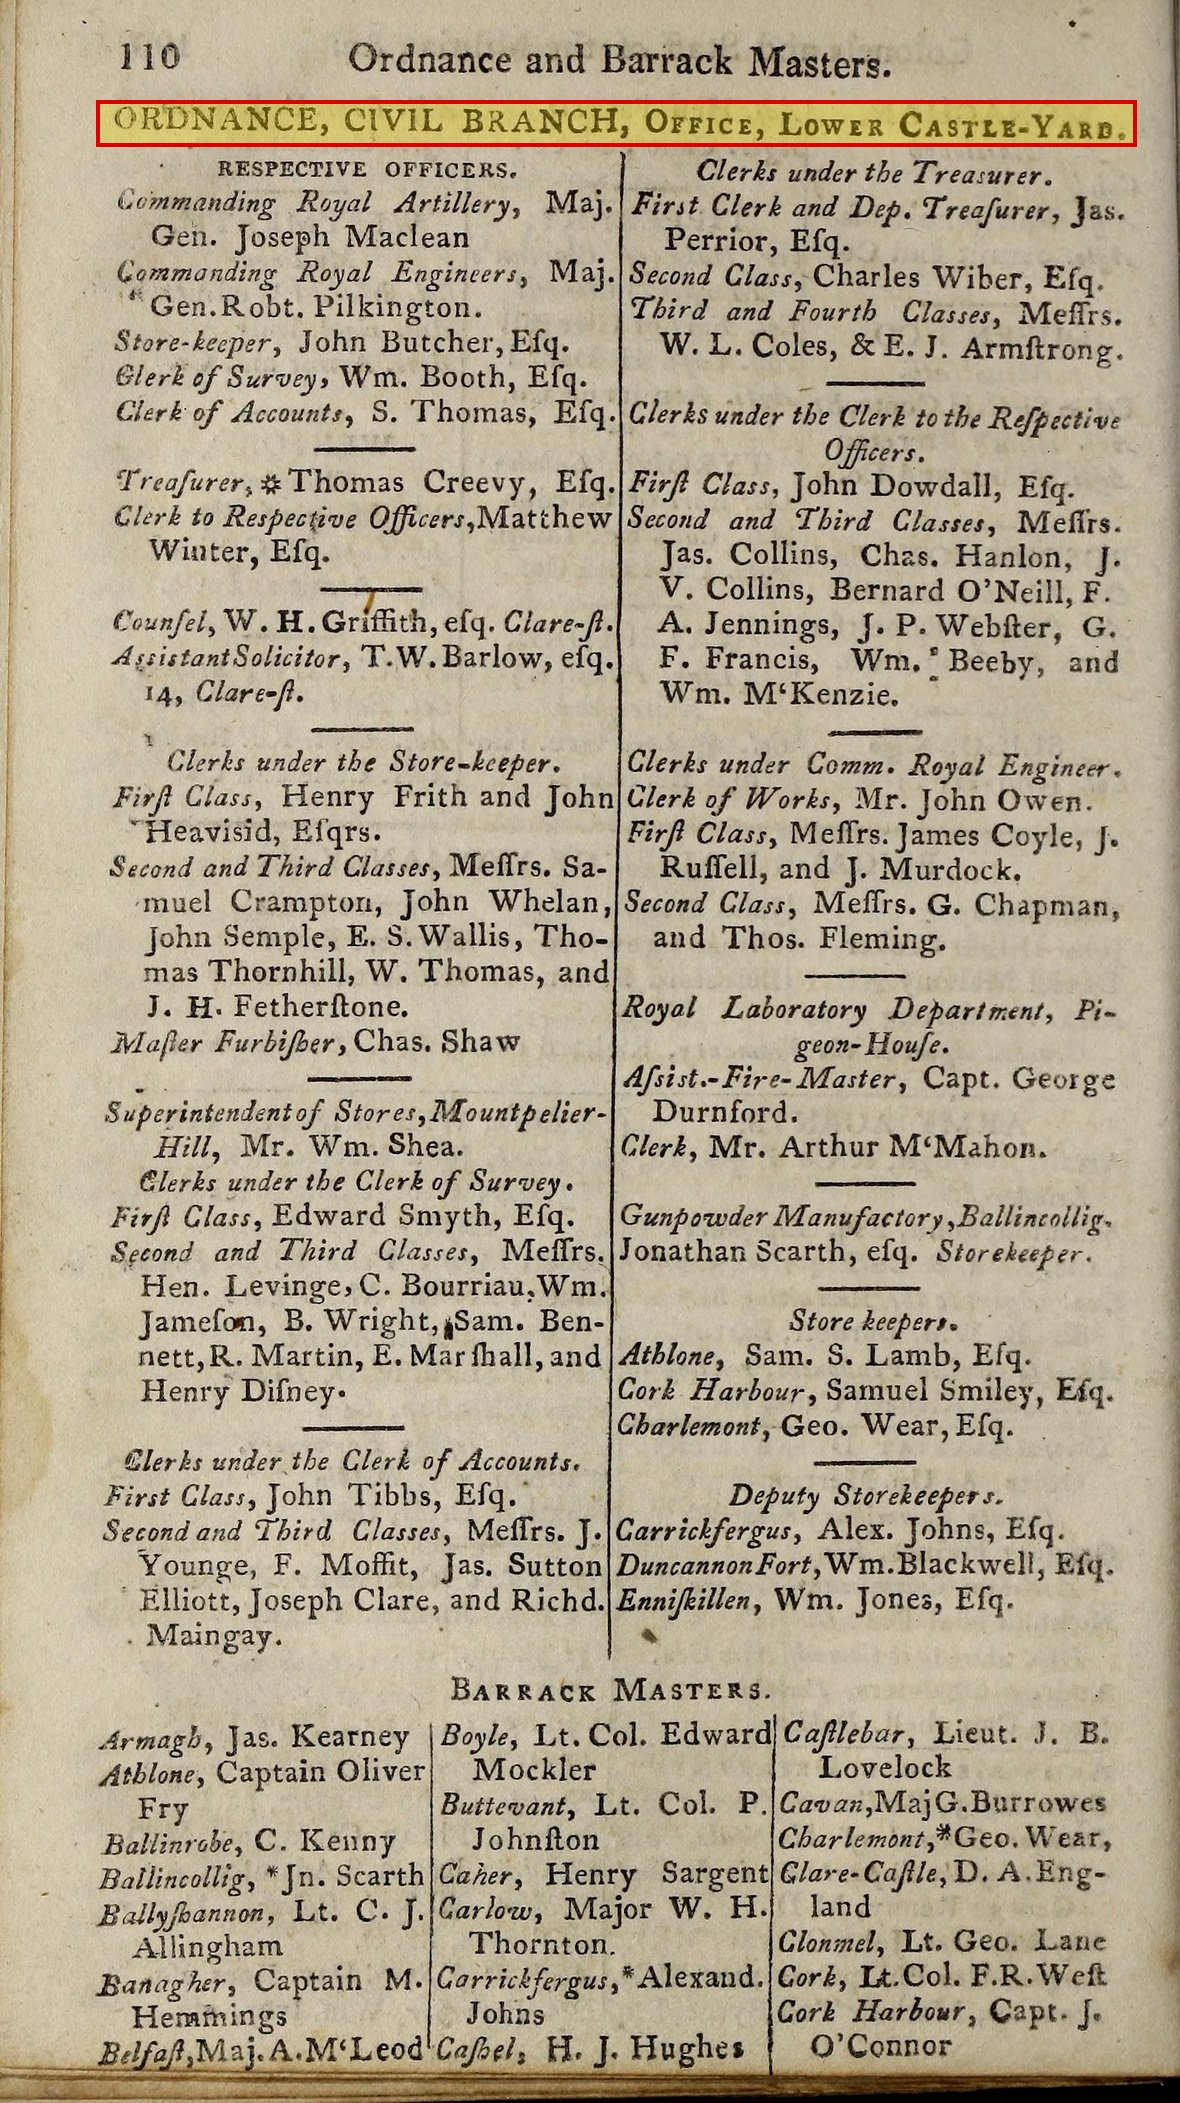 110 Ordnance and Barrack Masters.
ORDNANCE, CIVIL BRANCH, OFFICE, LOWER CASTLE-YARD.
RESPECTIVE OFFICERS.
Commanding Royal Artillery, Maj.
Gen. Joseph Maclean
Commanding Royal Engineers, Maj.
Gen. Robt. Pilkington.
Store-keeper, John Butcher, Eſq.
Clerk of Survey, Wm. Booth, Eſq.
Clerk of Accounts, S. Thomas, Eſq.
Treaſurer, * Thomas Creevy, Eſq.
Clerk to Respective Officers, Matthew
Winter, Eſq.
Counſel, W. H. Griffith, eſq. Clare-ſt.
Assistant Solicitor, T. W. Barlow, eſq.
14, Clare-ſt.
Clerks under the Store-keeper.
Firſt Class, Henry Frith and John
Heavisid, Eſqrs.
Second and Third Classes, Meſſrs. Sa-
muel Crampton, John Whelan,
John Semple, E. S. Wallis, Tho-
mas Thornhill, W. Thomas, and
J. H. Fetherſtone.
Maſter Furbiſher, Chas. Shaw
Superintendent of Stores, Mountpelier-
Hill, Mr. Wm. Shea.
Clerks under the Clerk of Survey.
Firſt Class, Edward Smyth, Eſq.
Second and Third Classes, Meſſrs.
Hen. Levinge, C. Bourriau, Wm.
Jameſon, B. Wright, Sam. Ben-
nett, R. Martin, E. Marſhall, and
Henry Diſney.
Clerks under the Clerk of Accounts.
First Class, John Tibbs, Eſq.
Second and Third Classes, Meſſrs. J.
Younge, F. Moffit, Jas. Sutton
Elliott, Joseph Clare, and Richd.
Maingay.
Clerks under the Treasurer.
First Clerk and Dep. Treaſurer, Jas.
Perrior, Eſq.
Second Class, Charles Wiber, Eſq.
Third and Fourth Classes, Meſſrs.
W. L. Coles, & E. J. Armſtrong.
Clerks under the Clerk to the Reſpective
Officers.
Firſt Class, John Dowdall, Eſq.
Second and Third Classes, Meſſrs.
Jas. Collins, Chas. Hanlon, J.
V. Collins, Bernard O'Neill, F.
A. Jennings, J. P. Webſter, G.
F. Francis, Wm. Beeby, and
Wm. M‘Kenzie.
Clerks under Comm. Royal Engineer.
Clerk of Works, Mr. John Owen.
Firſt Class, Meſſrs. James Coyle, J.
Ruſſell, and J. Murdock.
Second Class, Meſſrs. G. Chapman,
and Thos. Fleming.
Royal Laboratory Department, Pi-
geon-Houſe.
Aſsist.-Fire-Master, Capt. George
Durnford.
Clerk, Mr. Arthur M‘Mahon.
Gunpowder Manufactory, Ballincollig.
Jonathan Scarth, eſq. Storekeeper.
Store keepers.
Athlone, Sam. S. Lamb, Eſq.
Cork Harbour, Samuel Smiley, Eſq.
Charlemont, Geo. Wear, Eſq.
Deputy Storekeepers.
Carrickfergus, Alex. Johns, Eſq.
Duncannon Fort, Wm. Blackwell, Eſq.
Enniſkillen, Wm. Jones, Eſq.
BARRACK MASTERS.
Armagh, Jas. Kearney
Athlone, Captain Oliver
Fry
Ballinrobe, C. Kenny
Ballincollig, *Jn. Scarth
Ballyſhannon, Lt. C. J.
Allingham
Banagher, Captain M.
Hemmings
Belfaſt, Maj. A. M‘Leod
Boyle, Lt. Col. Edward
Mockler
Buttevant, Lt. Col. P.
Johnſton
Caher, Henry Sargent
Carlow, Major W. H.
Thornton.
Carrickfergus, *Alexand.
Johns
Caſhel, H. J. Hughes
Caſtlebar, Lieut. J. B.
Lovelock
Cavan, Maj G. Burrowes
Charlemont, *Geo. Wear,
Clare-Caſtle, D. A. Eng-
land
Clonmel, Lt. Geo. Lane
Cork, Lt. Col. F. R. Weſt
Cork Harbour, Capt. J.
O'Connor